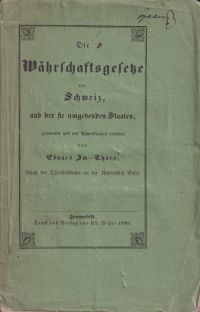 Die
Währschaftsgesetze
der
Schweiz,
und der sie umgebenden Staaten,
gesammelt und mit Anmerkungen versehen
von
Eduard Im-Thurn,
Lehrer der Thierheilkunde an der Universität Basel.
Frauenfeld.
Druck und Verlag von Ch. Beyel